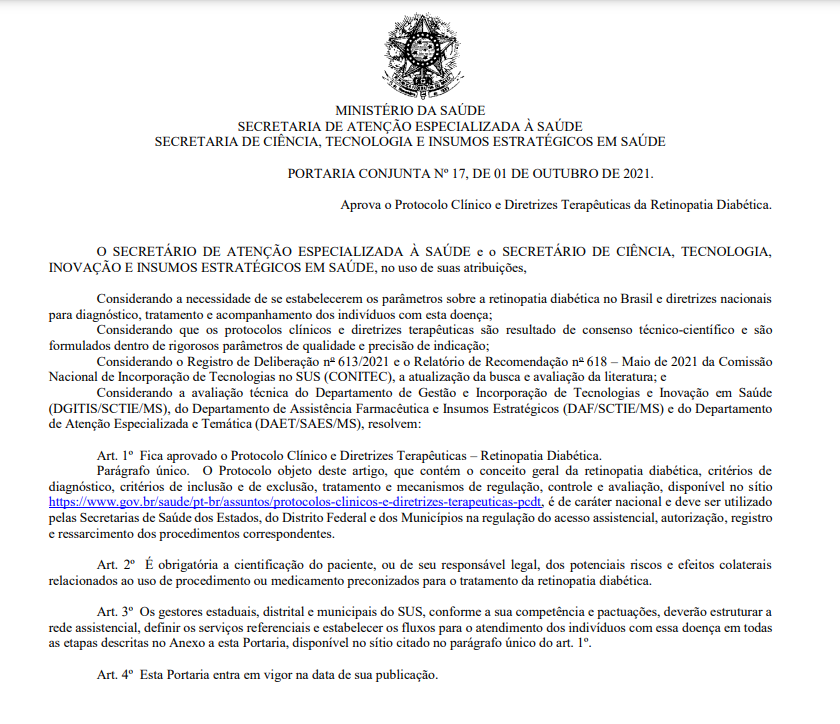 MINISTÉRIO DA SAÚDE
SECRETARIA DE ATENÇÃO ESPECIALIZADA À SAÚDE
SECRETARIA DE CIÊNCIA, TECNOLOGIA E INSUMOS ESTRATÉGICOS EM SAÚDE
PORTARIA CONJUNTA Nº 17, DE 01 DE OUTUBRO DE 2021.
Aprova o Protocolo Clínico e Diretrizes Terapêuticas da Retinopatia Diabética.
O SECRETÁRIO DE ATENÇÃO ESPECIALIZADA À SAÚDE e o SECRETÁRIO DE CIÊNCIA, TECNOLOGIA,
INOVAÇÃO E INSUMOS ESTRATÉGICOS EM SAÚDE, no uso de suas atribuições,
Considerando a necessidade de se estabelecerem os parâmetros sobre a retinopatia diabética no Brasil e diretrizes nacionais
para diagnóstico, tratamento e acompanhamento dos indivíduos com esta doença;
Considerando que os protocolos clínicos e diretrizes terapêuticas são resultado de consenso técnico-científico e são
formulados dentro de rigorosos parâmetros de qualidade e precisão de indicação;
Considerando o Registro de Deliberação nº 613/2021 e o Relatório de Recomendação nº 618 – Maio de 2021 da Comissão
Nacional de Incorporação de Tecnologias no SUS (CONITEC), a atualização da busca e avaliação da literatura; e
Considerando a avaliação técnica do Departamento de Gestão e Incorporação de Tecnologias e Inovação em Saúde
(DGITIS/SCTIE/MS), do Departamento de Assistência Farmacêutica e Insumos Estratégicos (DAF/SCTIE/MS) e do Departamento
de Atenção Especializada e Temática (DAET/SAES/MS), resolvem:
Art. 1º Fica aprovado o Protocolo Clínico e Diretrizes Terapêuticas – Retinopatia Diabética.
Parágrafo único. O Protocolo objeto deste artigo, que contém o conceito geral da retinopatia diabética, critérios de
diagnóstico, critérios de inclusão e de exclusão, tratamento e mecanismos de regulação, controle e avaliação, disponível no sítio
https://www.gov.br/saude/pt-br/assuntos/protocolos-clinicos-e-diretrizes-terapeuticas-pcdt, é de caráter nacional e deve ser utilizado
pelas Secretarias de Saúde dos Estados, do Distrito Federal e dos Municípios na regulação do acesso assistencial, autorização, registro
e ressarcimento dos procedimentos correspondentes.
Art. 2º É obrigatória a cientificação do paciente, ou de seu responsável legal, dos potenciais riscos e efeitos colaterais
relacionados ao uso de procedimento ou medicamento preconizados para o tratamento da retinopatia diabética.
Art. 3º Os gestores estaduais, distrital e municipais do SUS, conforme a sua competência e pactuações, deverão estruturar a
rede assistencial, definir os serviços referenciais e estabelecer os fluxos para o atendimento dos indivíduos com essa doença em todas
as etapas descritas no Anexo a esta Portaria, disponível no sítio citado no parágrafo único do art. 1º.
Art. 4º Esta Portaria entra em vigor na data de sua publicação.